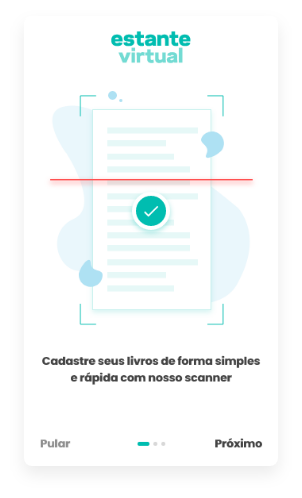 estante
virtual
Cadastre seus livros de forma simples
e rápida com nosso scanner
Pular
Próximo